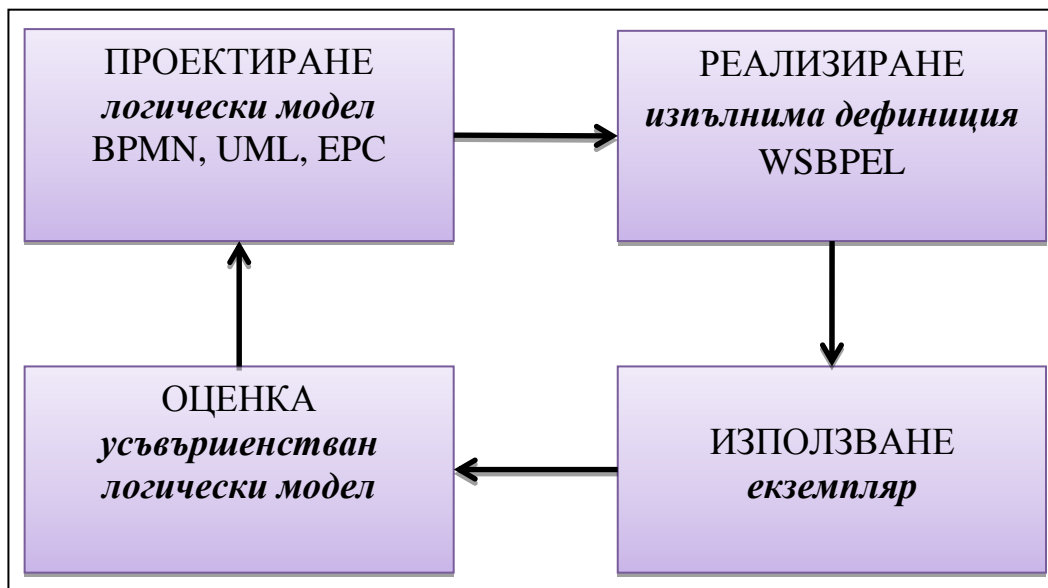 ПРОЕКТИРАНЕ
логически модел
BPMN, UML, EPC
РЕАЛИЗИРАНЕ
изпълнима дефиниция
WSBPEL
ОЦЕНКА
усъвършенстван
логически модел
ИЗПОЛЗВАНЕ
екземпляр